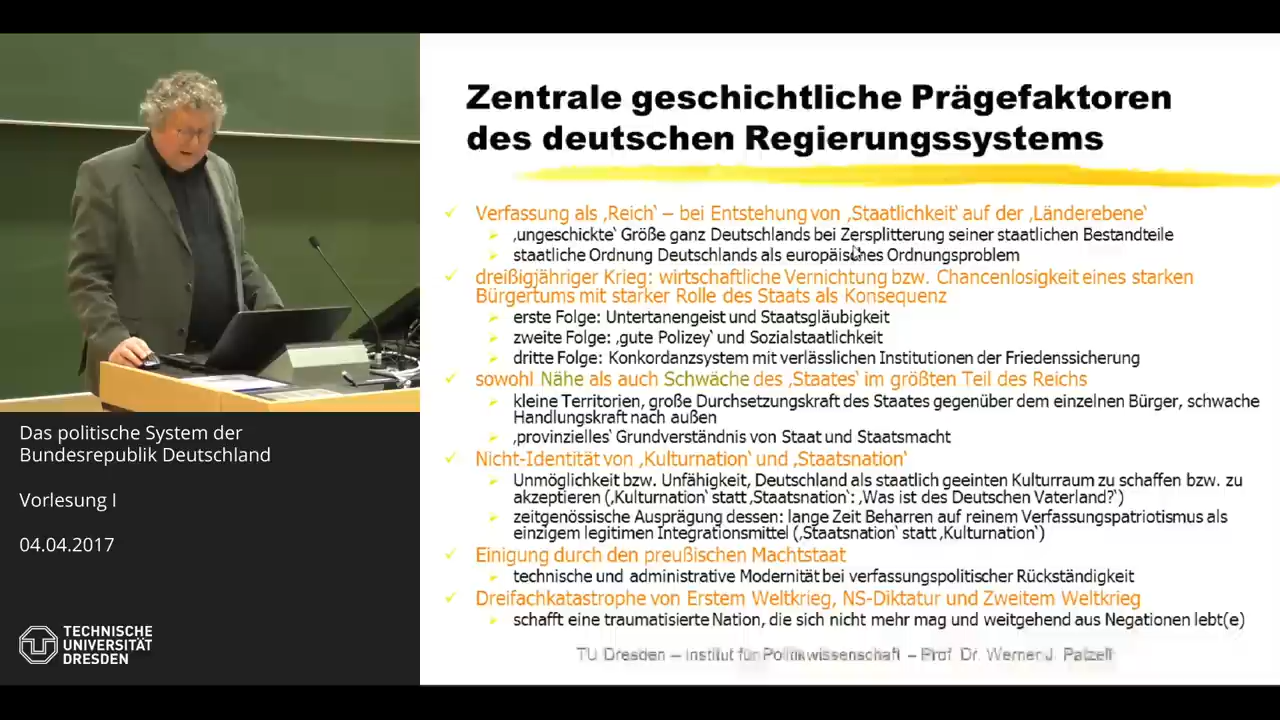 Zentrale geschichtliche Prägefaktoren
des deutschen Regierungssystems
Verfassung als ‚Reich‘ – bei Entstehung von ‚Staatlichkeit‘ auf der ‚Länderebene‘
‚ungeschickte‘ Größe ganz Deutschlands bei Zersplitterung seiner staatlichen Bestandteile
staatliche Ordnung Deutschlands als europäisches Ordnungsproblem
dreißigjähriger Krieg: wirtschaftliche Vernichtung bzw. Chancenlosigkeit eines starken
Bürgertums mit starker Rolle des Staats als Konsequenz
erste Folge: Untertanengeist und Staatsgläubigkeit
zweite Folge: ‚gute Polizey‘ und Sozialstaatlichkeit
dritte Folge: Konkordanzsystem mit verlässlichen Institutionen der Friedenssicherung
sowohl Nähe als auch Schwäche des ‚Staates‘ im größten Teil des Reichs
kleine Territorien, große Durchsetzungskraft des Staates gegenüber dem einzelnen Bürger, schwache
Handlungskraft nach außen
‚provinzielles‘ Grundverständnis von Staat und Staatsmacht
Nicht-Identität von ‚Kulturnation‘ und ‚Staatsnation‘
Unmöglichkeit bzw. Unfähigkeit, Deutschland als staatlich geeinten Kulturraum zu schaffen bzw. zu
akzeptieren (‚Kulturnation‘ statt ‚Staatsnation‘: ‚Was ist des Deutschen Vaterland?‘)
zeitgenössische Ausprägung dessen: lange Zeit Beharren auf reinem Verfassungspatriotismus als
einzigem legitimen Integrationsmittel (‚Staatsnation‘ statt ‚Kulturnation‘)
Einigung durch den preußischen Machtstaat
technische und administrative Modernität bei verfassungspolitischer Rückständigkeit
Dreifachkatastrophe von Erstem Weltkrieg, NS-Diktatur und Zweitem Weltkrieg
schafft eine traumatisierte Nation, die sich nicht mehr mag und weitgehend aus Negationen lebt(e)
TU Dresden – Institut für Politikwissenschaft – Prof. Dr. Werner J. Patzelt
Das politische System der
Bundesrepublik Deutschland
Vorlesung I
04.04.2017
TECHNISCHE
UNIVERSITÄT
DRESDEN